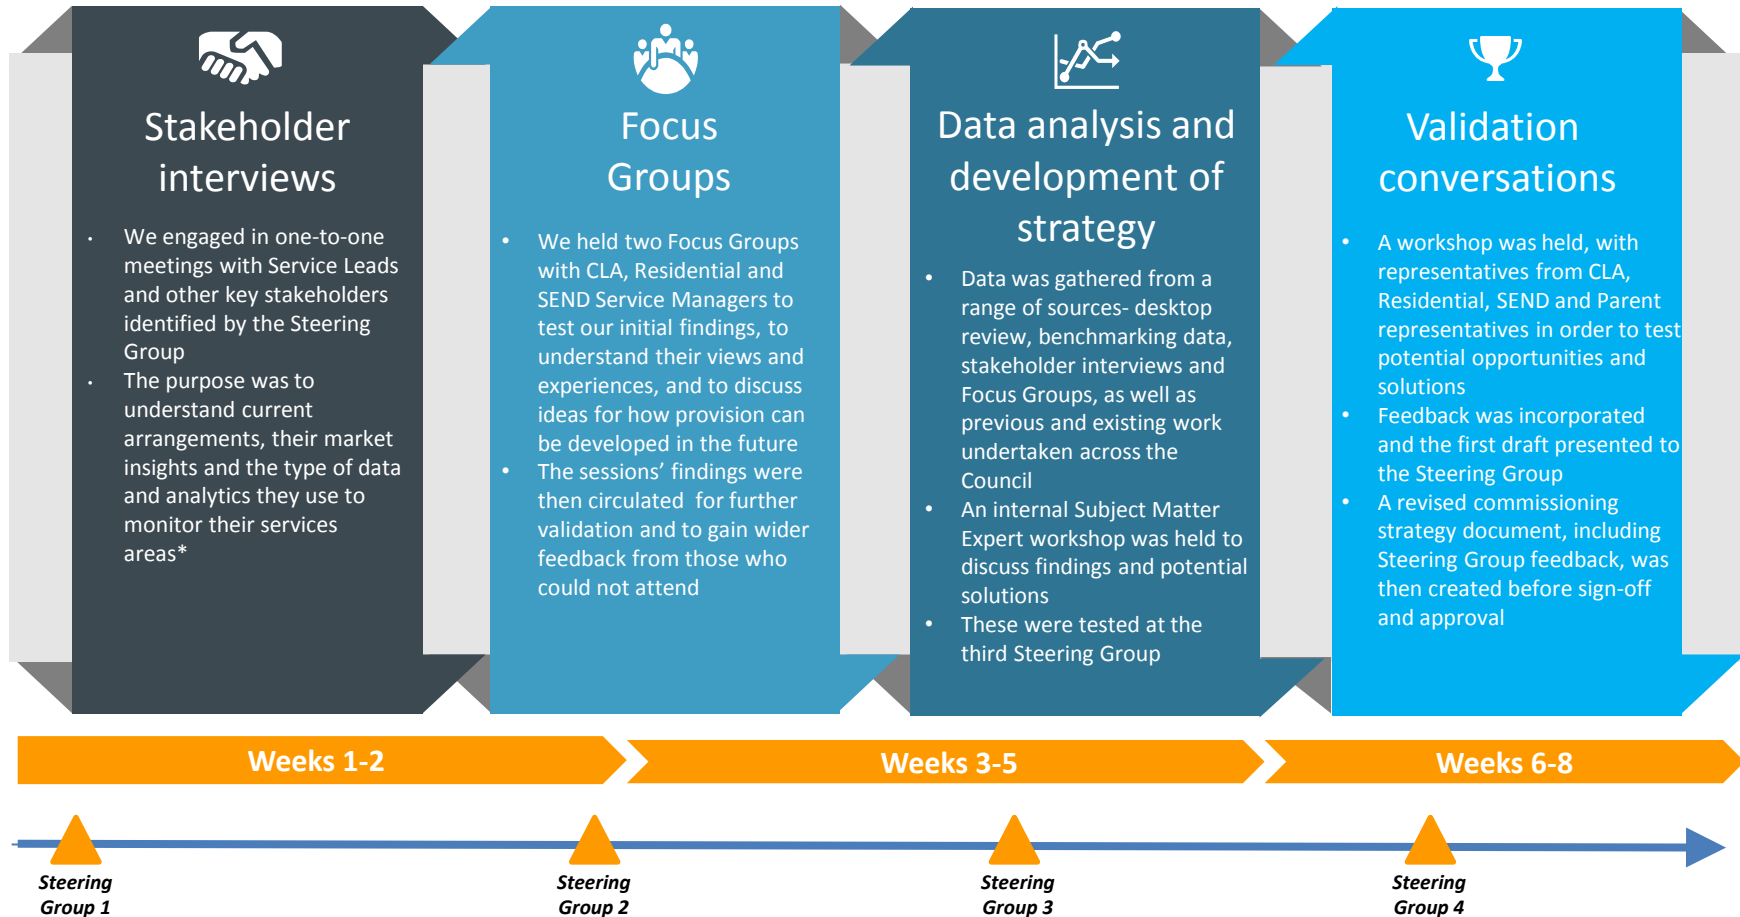 Stakeholder
interviews
• We engaged in one-to-one
meetings with Service Leads
and other key stakeholders
identified by the Steering
Group
• The purpose was to
understand current
arrangements, their market
insights and the type of data
and analytics they use to
monitor their services
areas*
Focus
Groups
• We held two Focus Groups
with CLA, Residential and
SEND Service Managers to
test our initial findings, to
understand their views and
experiences, and to discuss
ideas for how provision can
be developed in the future
• The sessions’ findings were
then circulated  for further
validation and to gain wider
feedback from those who
could not attend
Data analysis and
development of
strategy
• Data was gathered from a
range of sources- desktop
review, benchmarking data,
stakeholder interviews and
Focus Groups, as well as
previous and existing work
undertaken across the
Council
• An internal Subject Matter
Expert workshop was held to
discuss findings and potential
solutions
• These were tested at the
third Steering Group
Validation
conversations
• A workshop was held, with
representatives from CLA,
Residential, SEND and Parent
representatives in order to test
potential opportunities and
solutions
• Feedback was incorporated
and the first draft presented to
the Steering Group
• A revised commissioning
strategy document, including
Steering Group feedback, was
then created before sign-off
and approval
Weeks 1-2
Weeks 3-5
Weeks 6-8
Steering
Group 1
Steering
Group 2
Steering
Group 3
Steering
Group 4